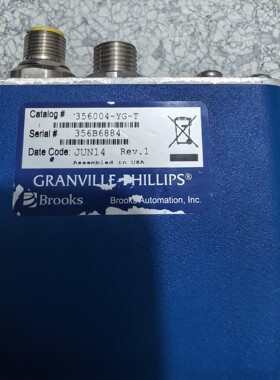 Catalog # 356004-YG-T
Serial # 356B6884
Date Code: JUN14 Rev.1
Assembled in USA
GRANVILLE-PHILLIPS®
Brooks Brooks Automation, Inc.